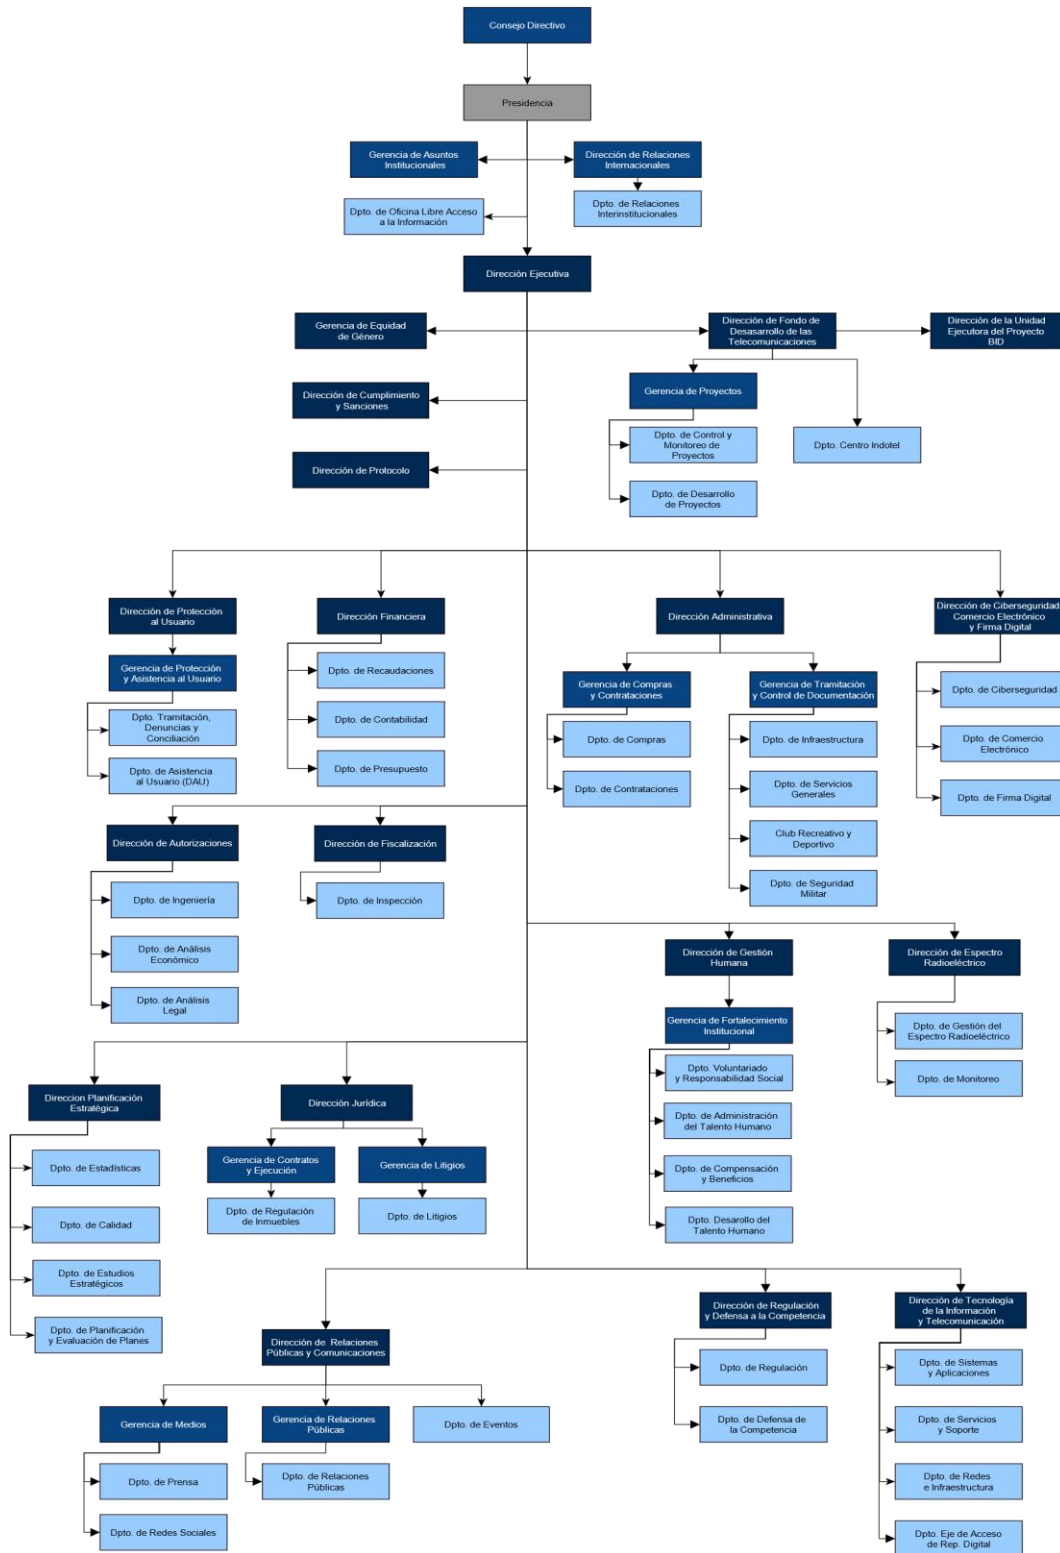 Consejo Directivo
Presidencia
Gerencia de Asuntos
Institucionales
Dirección de Relaciones
Internacionales
Dpto. de Oficina Libre Acceso
a la Información
Dpto. de Relaciones
Interinstitucionales
Dirección Ejecutiva
Gerencia de Equidad
de Género
Dirección de Fondo de
Desasarrollo de las
Telecomunicaciones
Dirección de la Unidad
Ejecutora del Proyecto
BID
Dirección de Cumplimiento
y Sanciones
Gerencia de Proyectos
Dpto. de Control y
Monitoreo de
Proyectos
Dpto. Centro Indotel
Dirección de Protocolo
Dpto. de Desarrollo
de Proyectos
Dirección de Protección
al Usuario
Dirección Financiera
Dirección Administrativa
Dirección de Ciberseguridad
Comercio Electrónico
y Firma Digital
Gerencia de Protección
y Asistencia al Usuario
Dpto. de Recaudaciones
Gerencia de Compras
y Contrataciones
Gerencia de Tramitación
y Control de Documentación
Dpto. de Ciberseguridad
Dpto. Tramitación,
Denuncias y
Conciliación
Dpto. de Contabilidad
Dpto. de Compras
Dpto. de Infraestructura
Dpto. de Comercio
Electrónico
Dpto. de Asistencia
al Usuario (DAU)
Dpto. de Presupuesto
Dpto. de Contrataciones
Dpto. de Servicios
Generales
Dpto. de Firma Digital
Dirección de Autorizaciones
Dirección de Fiscalización
Club Recreativo y
Deportivo
Dpto. de Ingeniería
Dpto. de Inspección
Dpto. de Seguridad
Militar
Dpto. de Análisis
Económico
Dirección de Gestión
Humana
Dirección de Espectro
Radioeléctrico
Dpto. de Análisis
Legal
Gerencia de Fortalecimiento
Institucional
Dpto. de Gestión del
Espectro Radioeléctrico
Dpto. Voluntariado
y Responsabilidad Social
Dpto. de Monitoreo
Direccion Planificación
Estratégica
Dirección Jurídica
Dpto. de Administración
del Talento Humano
Dpto. de Estadísticas
Gerencia de Contratos
y Ejecución
Gerencia de Litigios
Dpto. de Compensación
y Beneficios
Dpto. de Calidad
Dpto. de Regulación
de Inmuebles
Dpto. de Litigios
Dpto. Desarollo del
Talento Humano
Dpto. de Estudios
Estratégicos
Dpto. de Planificación
y Evaluación de Planes
Dirección de Relaciones
Públicas y Comunicaciones
Dirección de Regulación
y Defensa a la Competencia
Dirección de Tecnología
de la Información
y Telecomunicación
Dpto. de Regulación
Dpto. de Sistemas
y Aplicaciones
Gerencia de Medios
Gerencia de Relaciones
Públicas
Dpto. de Eventos
Dpto. de Defensa de
la Competencia
Dpto. de Servicios
y Soporte
Dpto. de Prensa
Dpto. de Relaciones
Públicas
Dpto. de Redes
e Infraestructura
Dpto. de Redes Sociales
Dpto. Eje de Acceso
de Rep. Digital